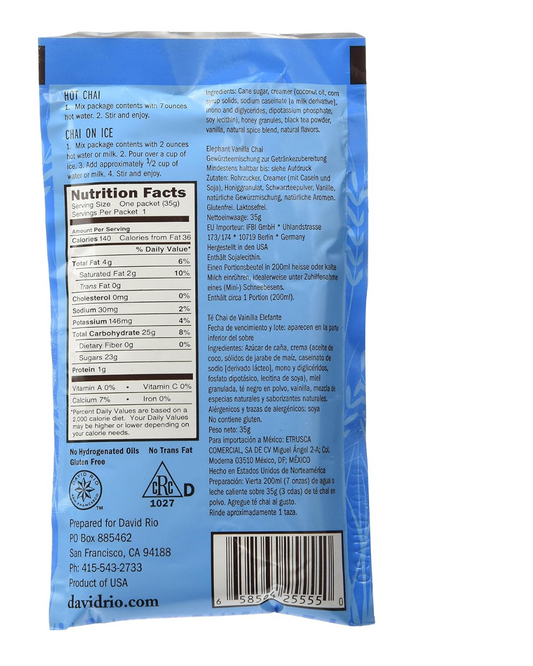 HOT CHAI
1. Mix package contents with 7 ounces
hot water. 2. Stir and enjoy.
CHAI ON ICE
1. Mix package contents with 2 ounces
hot water or milk. 2. Pour over a cup of
ice. 3. Add approximately 1/2 cup of
water or milk. 4. Stir and enjoy.
Nutrition Facts
Serving Size One packet (35g)
Servings Per Packet 1
Amount Per Serving
Calories 140 Calories from Fat 36
% Daily Value*
Total Fat 4g 6%
Saturated Fat 2g 10%
Trans Fat 0g
Cholesterol 0mg 0%
Sodium 30mg 2%
Potassium 146mg 4%
Total Carbohydrate 25g 8%
Dietary Fiber 0g 0%
Sugars 23g
Protein 1g
Vitamin A 0% • Vitamin C 0%
Calcium 7% • Iron 0%
*Percent Daily Values are based on a
2,000 calorie diet. Your Daily Values
may be higher or lower depending on
your calorie needs.
No Hydrogenated Oils No Trans Fat
Gluten Free
DAVID RIO
SAN FRANCISCO
TM
CRC D
1027
Prepared for David Rio
PO Box 885462
San Francisco, CA 94188
Ph: 415-543-2733
Product of USA
davidrio.com
Ingredients: Cane sugar, creamer (coconut oil, corn
syrup solids, sodium caseinate (a milk derivative),
mono and diglycerides, dipotassium phosphate,
soy lecithin), honey granules, black tea powder,
vanilla, natural spice blend, natural flavors.
Elephant Vanilla Chai
Gewürzteemischung zur Getränkezubereitung
Mindestens haltbar bis: siehe Aufdruck
Zutaten: Rohrzucker, Creamer (mit Casein und
Soja), Honiggranulat, Schwarzteepulver, Vanille,
natürliche Gewürzmischung, natürliche Aromen.
Glutenfrei. Laktosefrei.
Nettoeinwaage: 35g
EU Importeur: IFBI GmbH * Uhlandstrasse
173/174 * 10719 Berlin * Germany
Hergestellt in den USA
Enthält Sojalecithin.
Einen Portionsbeutel in 200ml heisse oder kalte
Milch einrühren, idealerweise unter Zuhilfenahme
eines (Mini-) Schneebesens.
Enthält circa 1 Portion (200ml).
Té Chai de Vainilla Elefante
Fecha de vencimiento y lote: aparecen en la parte
inferior del sobre
Ingredientes: Azúcar de caña, crema (aceite de
coco, sólidos de jarabe de maíz, caseinato de
sodio [derivado lácteo], mono y diglicéridos,
fosfato dipotásico, lecitina de soya), miel
granulada, té negro en polvo, vainilla, mezcla de
especias naturales y saborizantes naturales.
Alérgenicos y trazas de alergénicos: soya
No contiene gluten.
Peso neto: 35g
Para importación a México: ETRUSCA
COMERCIAL, SA DE CV Miguel Ángel 2-A; Col.
Moderna 03510 México, DF; MÉXICO
Hecho en Estados Unidos de Norteamérica
Preparación: Vierta 200ml (7 onzas) de agua o
leche caliente sobre 35g (3 cdas) de té chai en
polvo. Agregue té chai al gusto.
Rinde aproximadamente 1 taza.
6 58564 25555 0